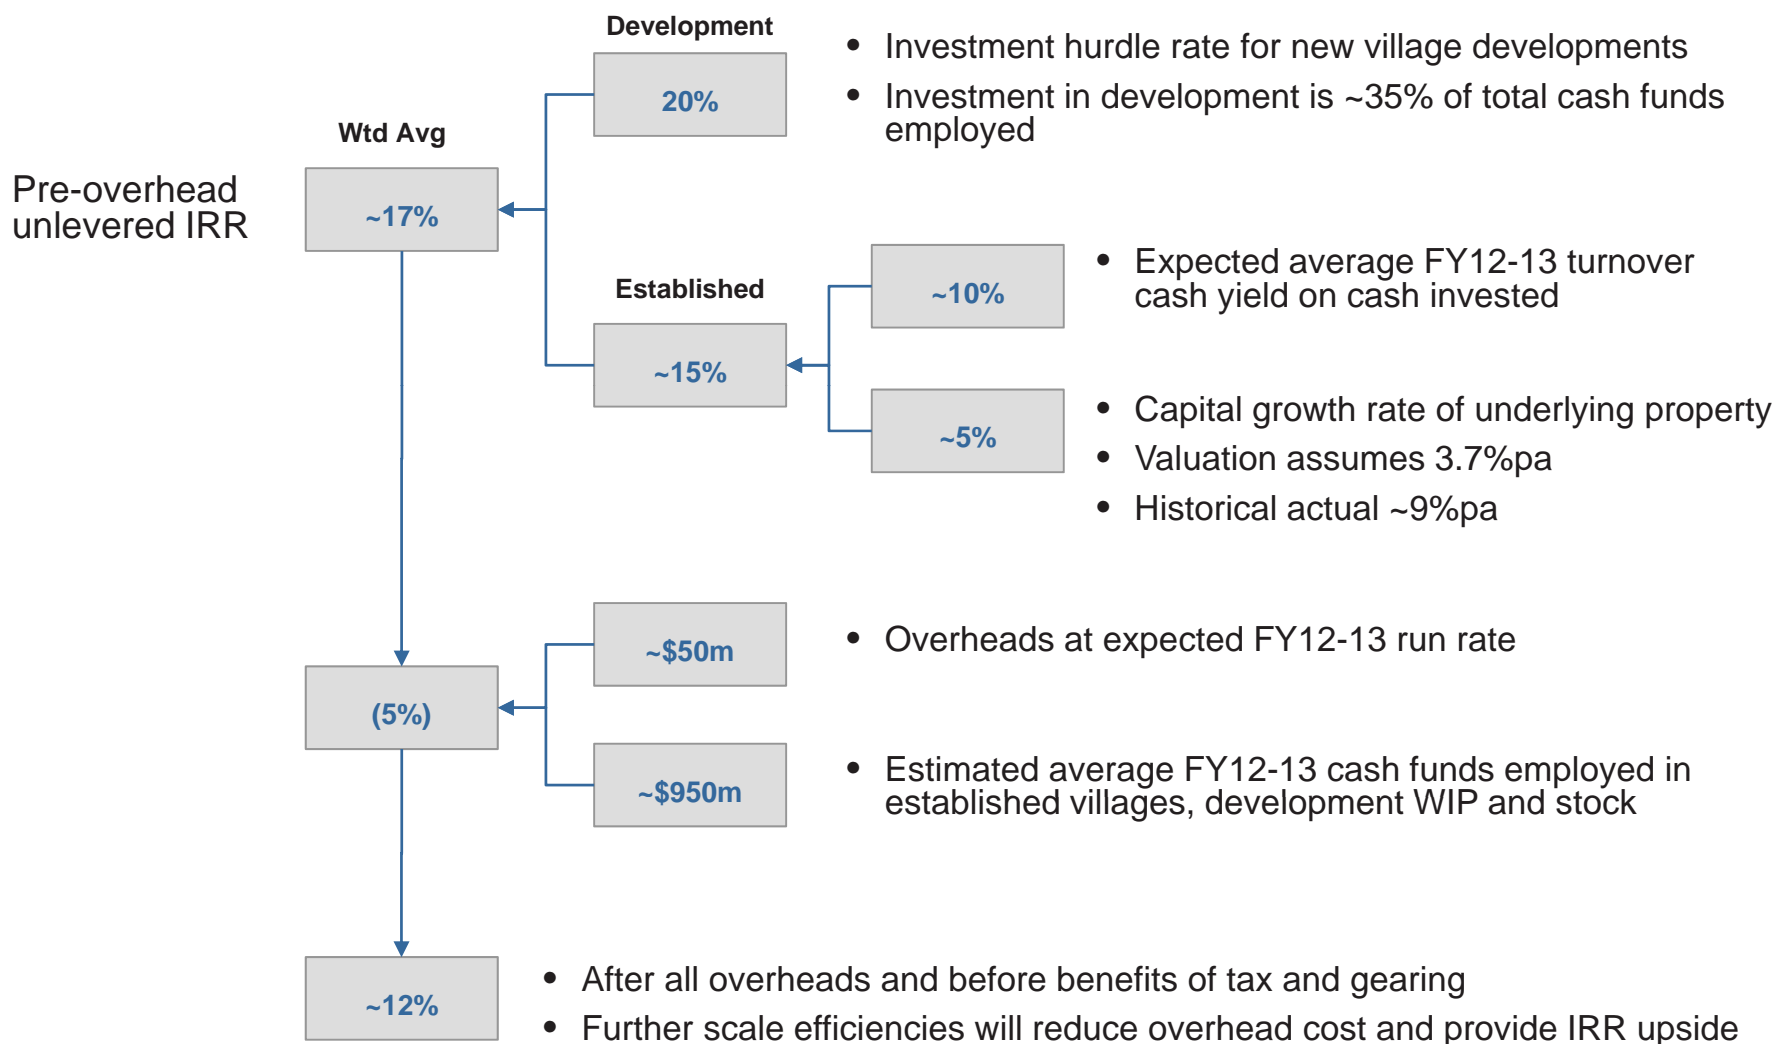 Development
• Investment hurdle rate for new village developments
20%
• Investment in development is ~35% of total cash funds
employed
Wtd Avg
Pre-overhead
unlevered IRR
~17%
• Expected average FY12-13 turnover
cash yield on cash invested
~10%
Established
~15%
• Capital growth rate of underlying property
~5%
• Valuation assumes 3.7%pa
• Historical actual ~9%pa
~$50m
• Overheads at expected FY12-13 run rate
(5%)
~$950m
• Estimated average FY12-13 cash funds employed in
established villages, development WIP and stock
~12%
• After all overheads and before benefits of tax and gearing
• Further scale efficiencies will reduce overhead cost and provide IRR upside